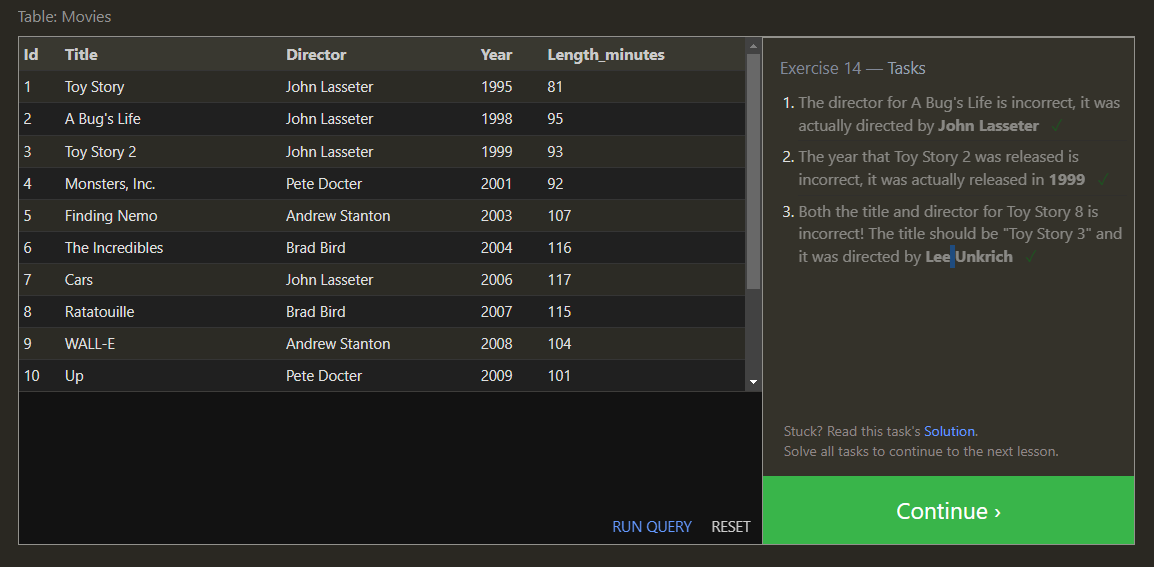 Table: Movies
Id Title Director Year Length_minutes
1 Toy Story John Lasseter 1995 81
2 A Bug's Life John Lasseter 1998 95
3 Toy Story 2 John Lasseter 1999 93
4 Monsters, Inc. Pete Docter 2001 92
5 Finding Nemo Andrew Stanton 2003 107
6 The Incredibles Brad Bird 2004 116
7 Cars John Lasseter 2006 117
8 Ratatouille Brad Bird 2007 115
9 WALL-E Andrew Stanton 2008 104
10 Up Pete Docter 2009 101
RUN QUERY RESET
Exercise 14 — Tasks
1. The director for A Bug's Life is incorrect, it was
actually directed by John Lasseter ✓
2. The year that Toy Story 2 was released is
incorrect, it was actually released in 1999 ✓
3. Both the title and director for Toy Story 8 is
incorrect! The title should be "Toy Story 3" and
it was directed by Lee Unkrich ✓
Stuck? Read this task's Solution.
Solve all tasks to continue to the next lesson.
Continue ›